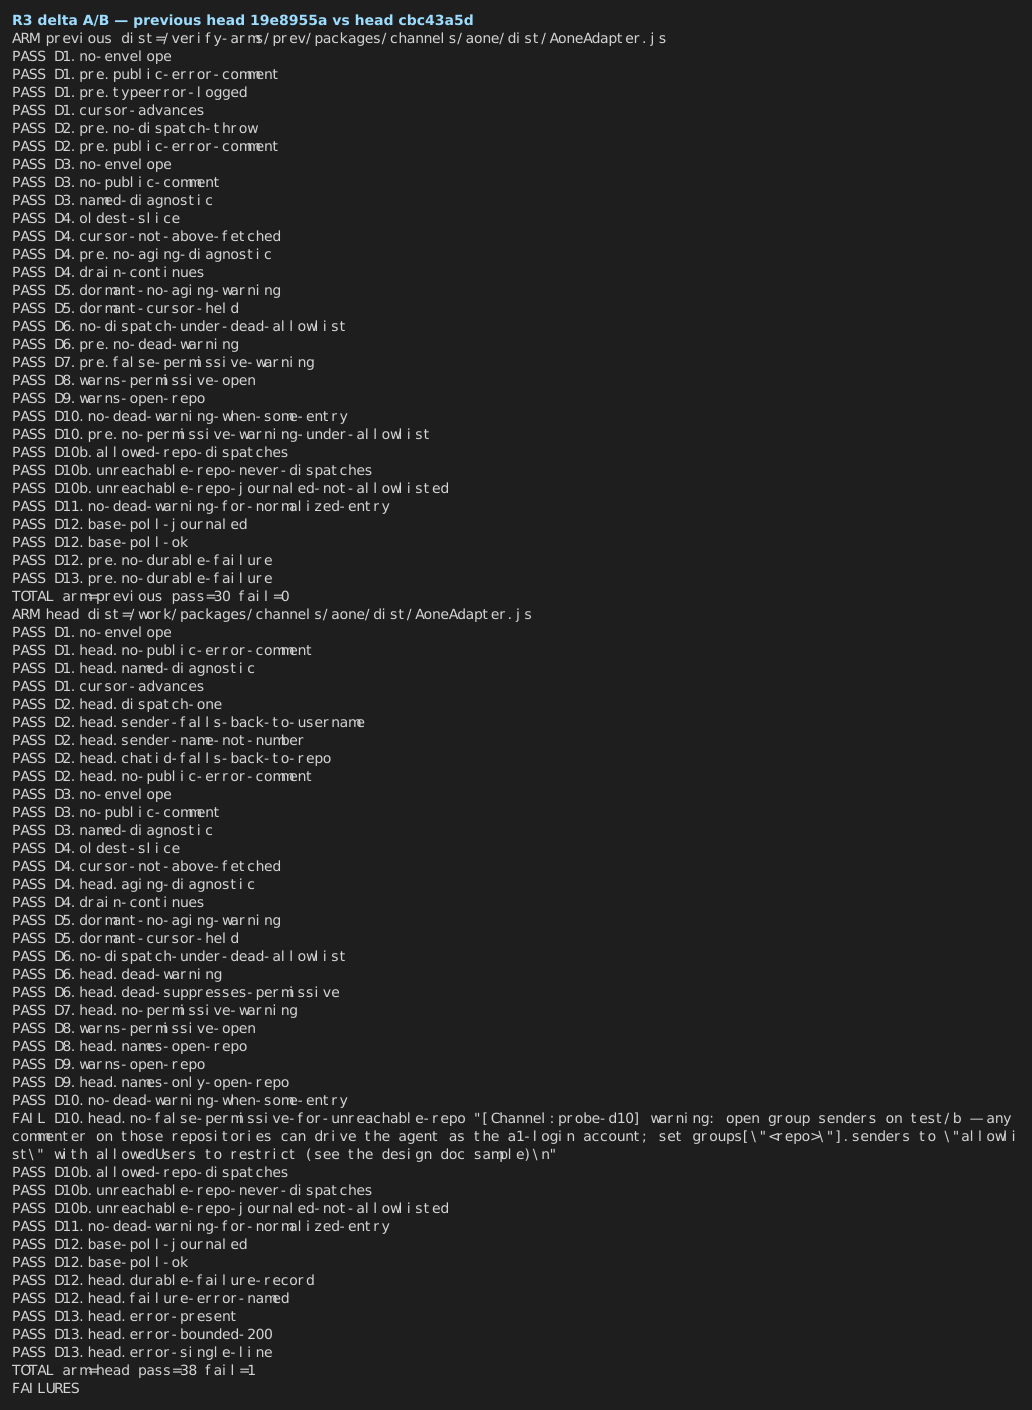 R3 delta A/B — previous head 19e8955a vs head cbc43a5d
ARM previous dist=/verify-arms/prev/packages/channels/aone/dist/AoneAdapter.js
PASS D1.no-envelope
PASS D1.pre.public-error-comment
PASS D1.pre.typeerror-logged
PASS D1.cursor-advances
PASS D2.pre.no-dispatch-throw
PASS D2.pre.public-error-comment
PASS D3.no-envelope
PASS D3.no-public-comment
PASS D3.named-diagnostic
PASS D4.oldest-slice
PASS D4.cursor-not-above-fetched
PASS D4.pre.no-aging-diagnostic
PASS D4.drain-continues
PASS D5.dormant-no-aging-warning
PASS D5.dormant-cursor-held
PASS D6.no-dispatch-under-dead-allowlist
PASS D6.pre.no-dead-warning
PASS D7.pre.false-permissive-warning
PASS D8.warns-permissive-open
PASS D9.warns-open-repo
PASS D10.no-dead-warning-when-some-entry
PASS D10.pre.no-permissive-warning-under-allowlist
PASS D10b.allowed-repo-dispatches
PASS D10b.unreachable-repo-never-dispatches
PASS D10b.unreachable-repo-journaled-not-allowlisted
PASS D11.no-dead-warning-for-normalized-entry
PASS D12.base-poll-journaled
PASS D12.base-poll-ok
PASS D12.pre.no-durable-failure
PASS D13.pre.no-durable-failure
TOTAL arm=previous pass=30 fail=0
ARM head dist=/work/packages/channels/aone/dist/AoneAdapter.js
PASS D1.no-envelope
PASS D1.head.no-public-error-comment
PASS D1.head.named-diagnostic
PASS D1.cursor-advances
PASS D2.head.dispatch-one
PASS D2.head.sender-falls-back-to-username
PASS D2.head.sender-name-not-number
PASS D2.head.chatid-falls-back-to-repo
PASS D2.head.no-public-error-comment
PASS D3.no-envelope
PASS D3.no-public-comment
PASS D3.named-diagnostic
PASS D4.oldest-slice
PASS D4.cursor-not-above-fetched
PASS D4.head.aging-diagnostic
PASS D4.drain-continues
PASS D5.dormant-no-aging-warning
PASS D5.dormant-cursor-held
PASS D6.no-dispatch-under-dead-allowlist
PASS D6.head.dead-warning
PASS D6.head.dead-suppresses-permissive
PASS D7.head.no-permissive-warning
PASS D8.warns-permissive-open
PASS D8.head.names-open-repo
PASS D9.warns-open-repo
PASS D9.head.names-only-open-repo
PASS D10.no-dead-warning-when-some-entry
FAIL D10.head.no-false-permissive-for-unreachable-repo "[Channel:probe-d10] warning: open group senders on test/b — any
commenter on those repositories can drive the agent as the a1-login account; set groups[\"<repo>\"].senders to \"allowli
st\" with allowedUsers to restrict (see the design doc sample)\n"
PASS D10b.allowed-repo-dispatches
PASS D10b.unreachable-repo-never-dispatches
PASS D10b.unreachable-repo-journaled-not-allowlisted
PASS D11.no-dead-warning-for-normalized-entry
PASS D12.base-poll-journaled
PASS D12.base-poll-ok
PASS D12.head.durable-failure-record
PASS D12.head.failure-error-named
PASS D13.head.error-present
PASS D13.head.error-bounded-200
PASS D13.head.error-single-line
TOTAL arm=head pass=38 fail=1
FAILURES